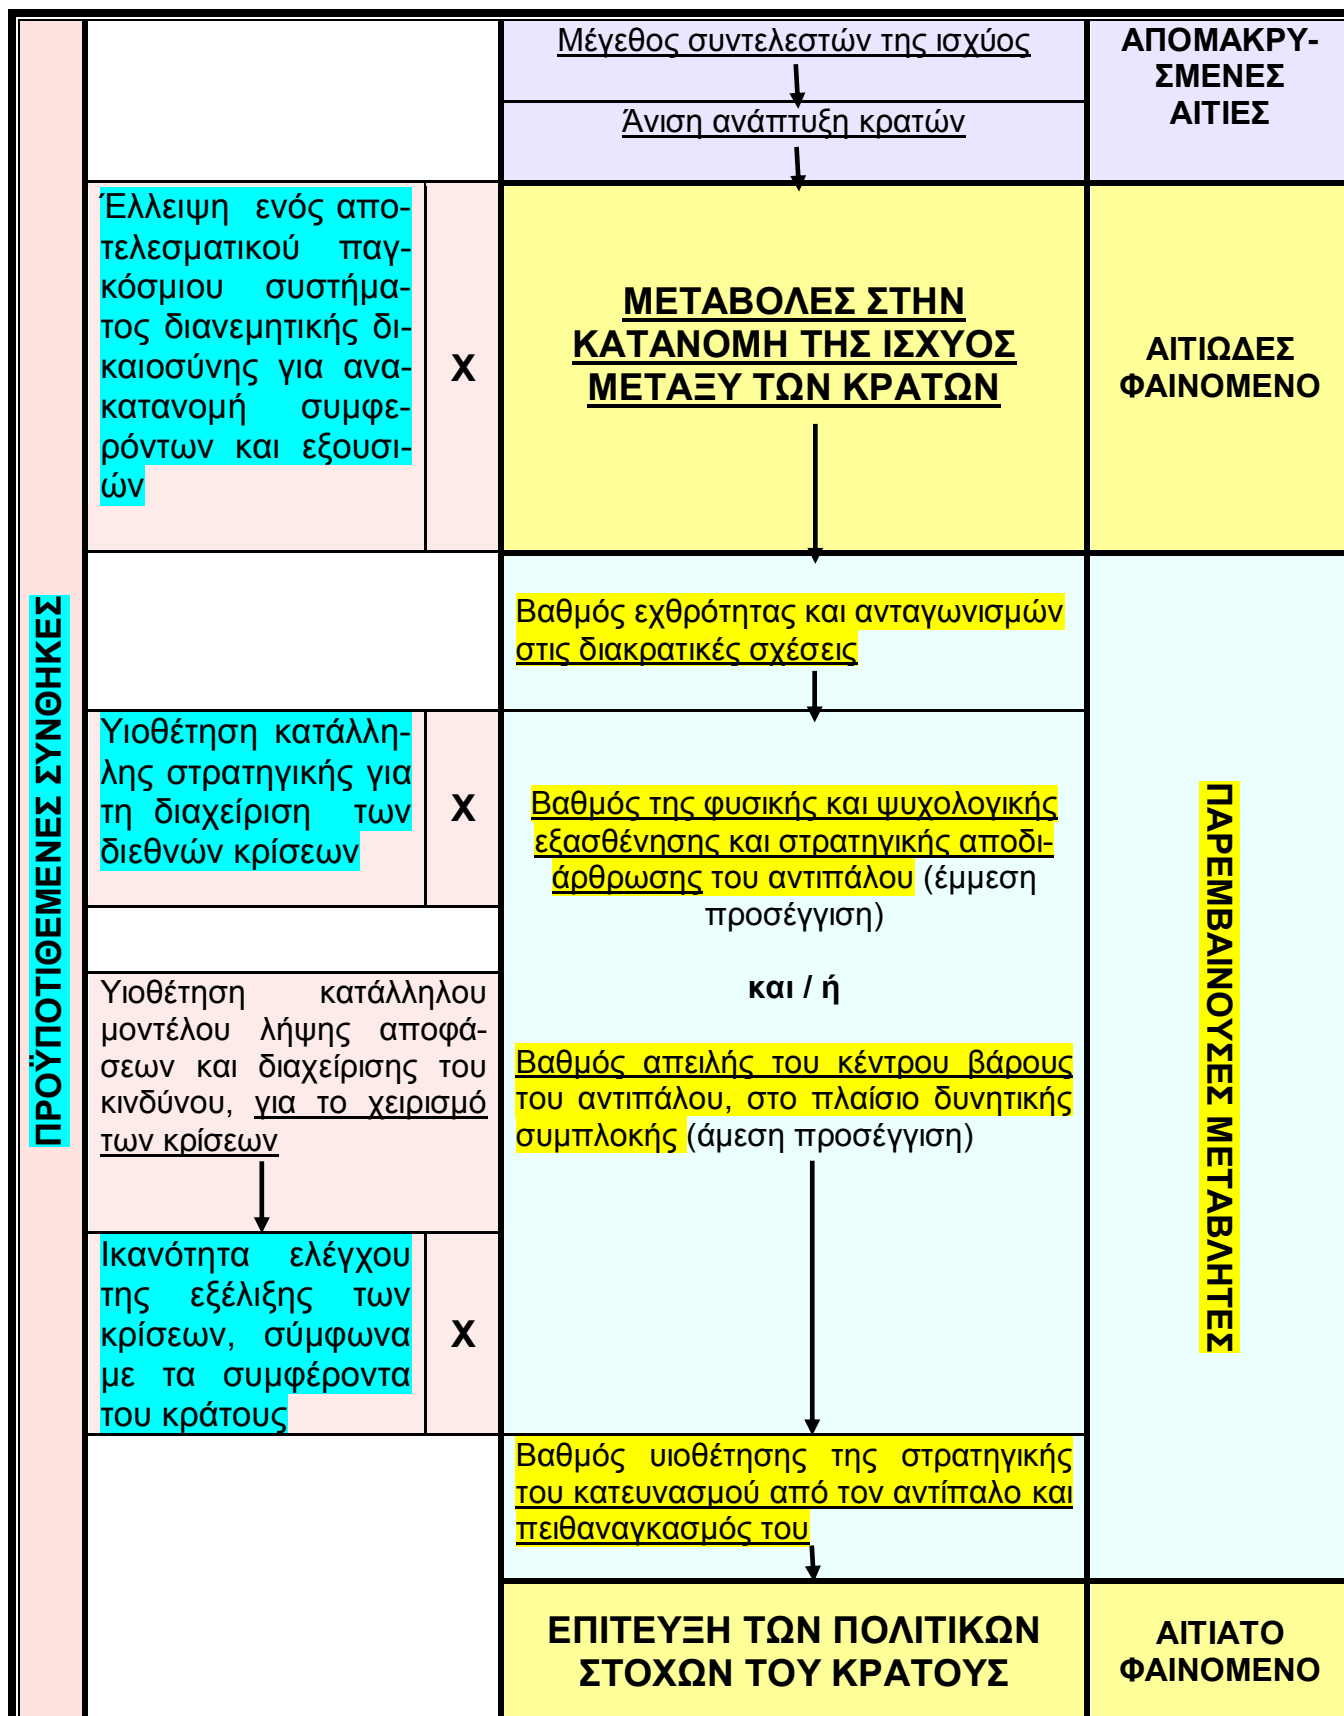 Μέγεθος συντελεστών της ισχύος
ΑΠΟΜΑΚΡΥ-
ΣΜΕΝΕΣ
ΑΙΤΙΕΣ
Άνιση ανάπτυξη κρατών
Έλλειψη ενός απο-
τελεσματικού παγ-
κόσμιου συστήμα-
τος διανεμητικής δι-
καιοσύνης για ανα-
κατανομή συμφε-
ρόντων και εξουσι-
ών
X
ΜΕΤΑΒΟΛΕΣ ΣΤΗΝ
ΚΑΤΑΝΟΜΗ ΤΗΣ ΙΣΧΥΟΣ
ΜΕΤΑΞΥ ΤΩΝ ΚΡΑΤΩΝ
ΑΙΤΙΩΔΕΣ
ΦΑΙΝΟΜΕΝΟ
ΠΡΟΫΠΟΤΙΘΕΜΕΝΕΣ ΣΥΝΘΗΚΕΣ
Βαθμός εχθρότητας και ανταγωνισμών
στις διακρατικές σχέσεις
Υιοθέτηση κατάλλη-
λης στρατηγικής για
τη διαχείριση των
διεθνών κρίσεων
X
Βαθμός της φυσικής και ψυχολογικής
εξασθένησης και στρατηγικής αποδι-
άρθρωσης του αντιπάλου (έμμεση
προσέγγιση)
και / ή
Βαθμός απειλής του κέντρου βάρους
του αντιπάλου, στο πλαίσιο δυνητικής
συμπλοκής (άμεση προσέγγιση)
ΠΑΡΕΜΒΑΙΝΟΥΣΕΣ ΜΕΤΑΒΛΗΤΕΣ
Υιοθέτηση κατάλληλου
μοντέλου λήψης αποφά-
σεων και διαχείρισης του
κινδύνου, για το χειρισμό
των κρίσεων
Ικανότητα ελέγχου
της εξέλιξης των
κρίσεων, σύμφωνα
με τα συμφέροντα
του κράτους
X
Βαθμός υιοθέτησης της στρατηγικής
του κατευνασμού από τον αντίπαλο και
πειθαναγκασμός του
ΕΠΙΤΕΥΞΗ ΤΩΝ ΠΟΛΙΤΙΚΩΝ
ΣΤΟΧΩΝ ΤΟΥ ΚΡΑΤΟΥΣ
ΑΙΤΙΑΤΟ
ΦΑΙΝΟΜΕΝΟ